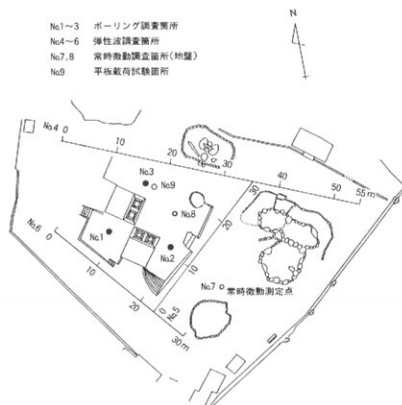 No.1~3 ボーリング調査箇所
No.4~6 弾性波調査箇所
No.7,8 常時微動調査箇所(地盤)
No.9 平板載荷試験箇所
N
No.4
0
10
20
30
40
50
55m
No.3
No.9
No.8
No.1
No.2
No.6
0
10
20
30m
No.5
0
10
20
30
No.7
常時微動測定点